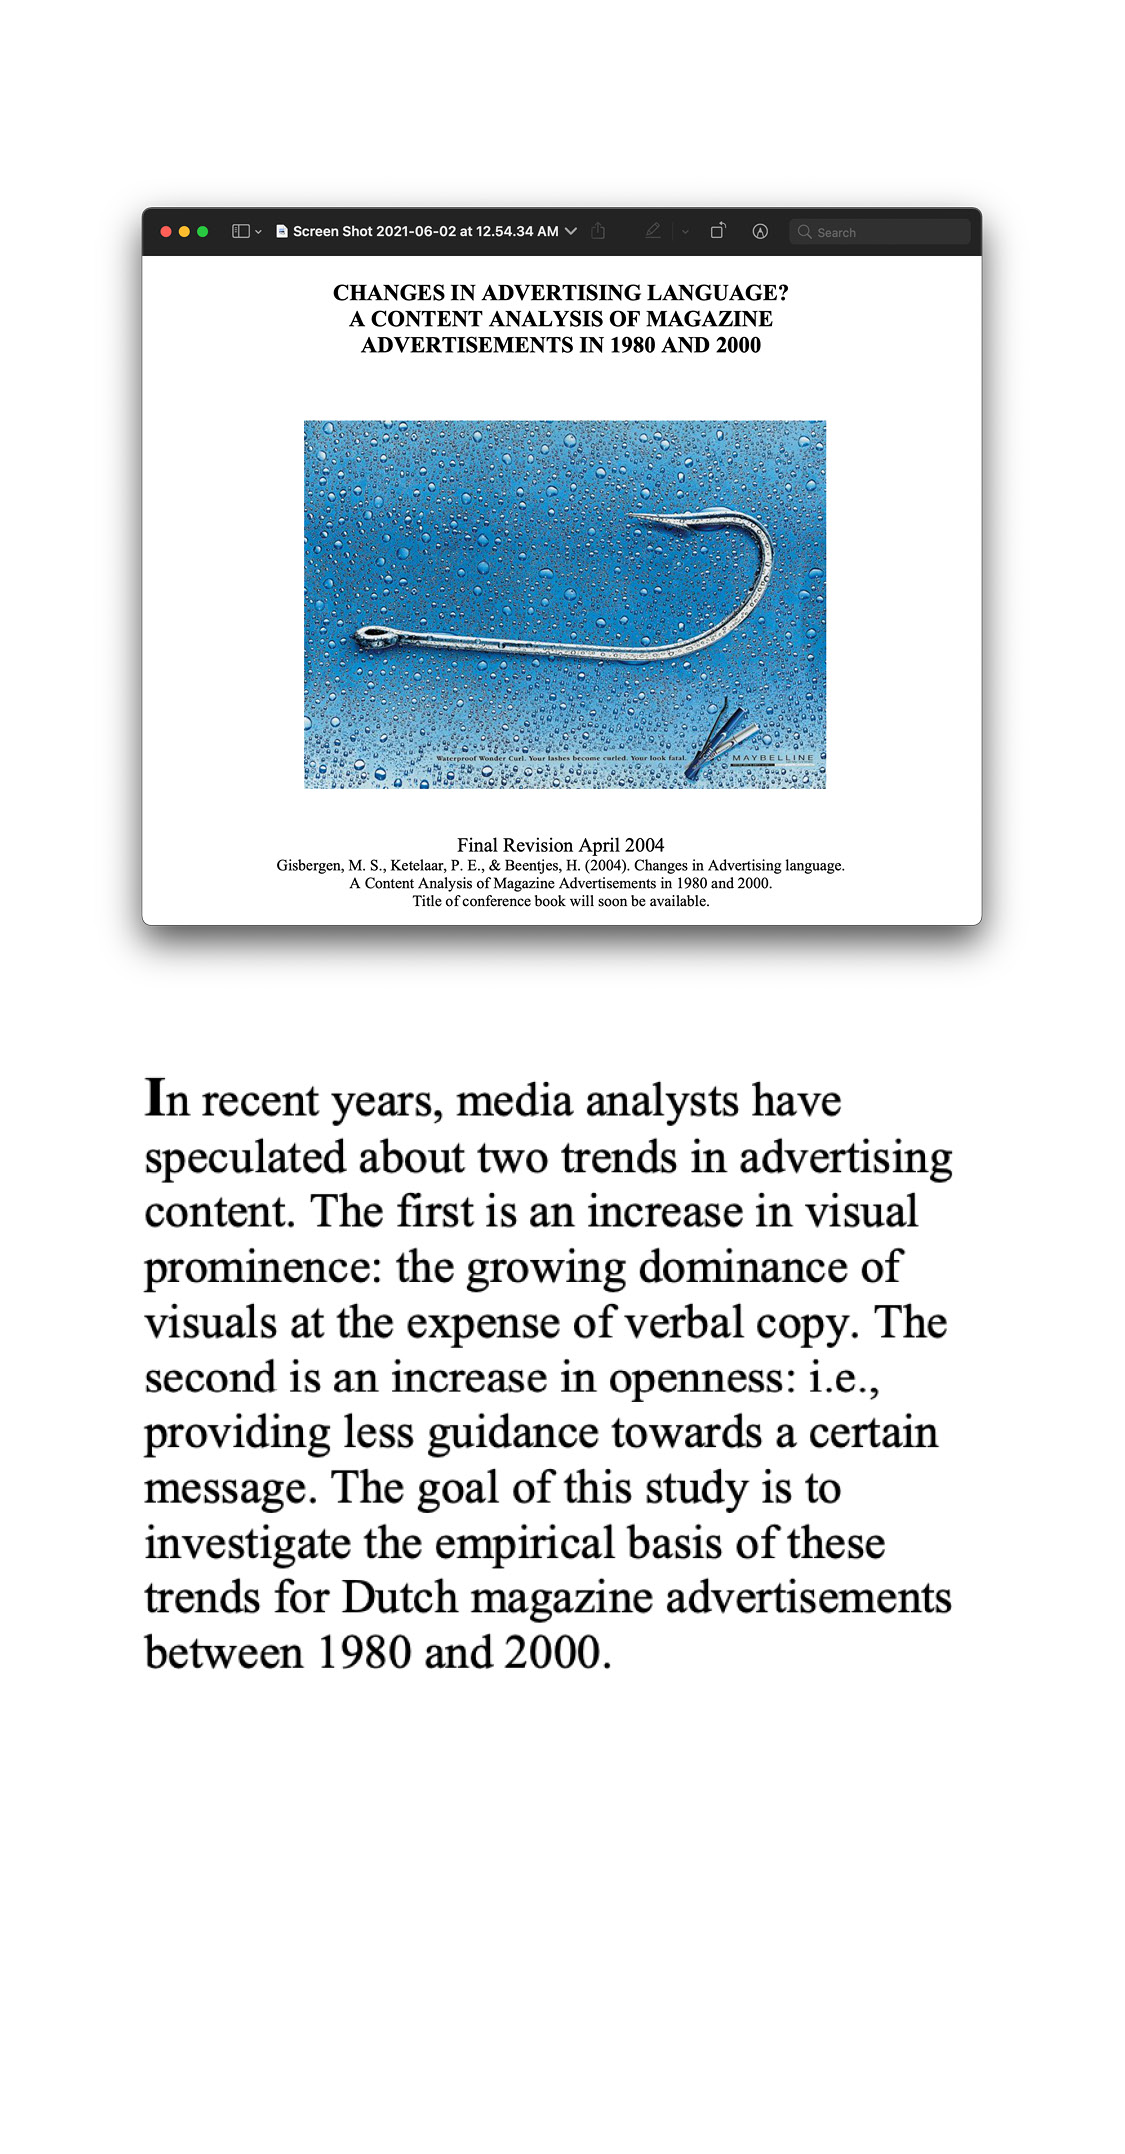 Screen Shot 2021-06-02 at 12.54.34 AM
Search
CHANGES IN ADVERTISING LANGUAGE?
A CONTENT ANALYSIS OF MAGAZINE
ADVERTISEMENTS IN 1980 AND 2000
Waterproof Wonder Curl. Your lashes become curled. Your look fatal.
MAYBELLINE
Final Revision April 2004
Gisbergen, M. S., Ketelaar, P. E., & Beentjes, H. (2004). Changes in Advertising language.
A Content Analysis of Magazine Advertisements in 1980 and 2000.
Title of conference book will soon be available.
In recent years, media analysts have
speculated about two trends in advertising
content. The first is an increase in visual
prominence: the growing dominance of
visuals at the expense of verbal copy. The
second is an increase in openness: i.e.,
providing less guidance towards a certain
message. The goal of this study is to
investigate the empirical basis of these
trends for Dutch magazine advertisements
between 1980 and 2000.